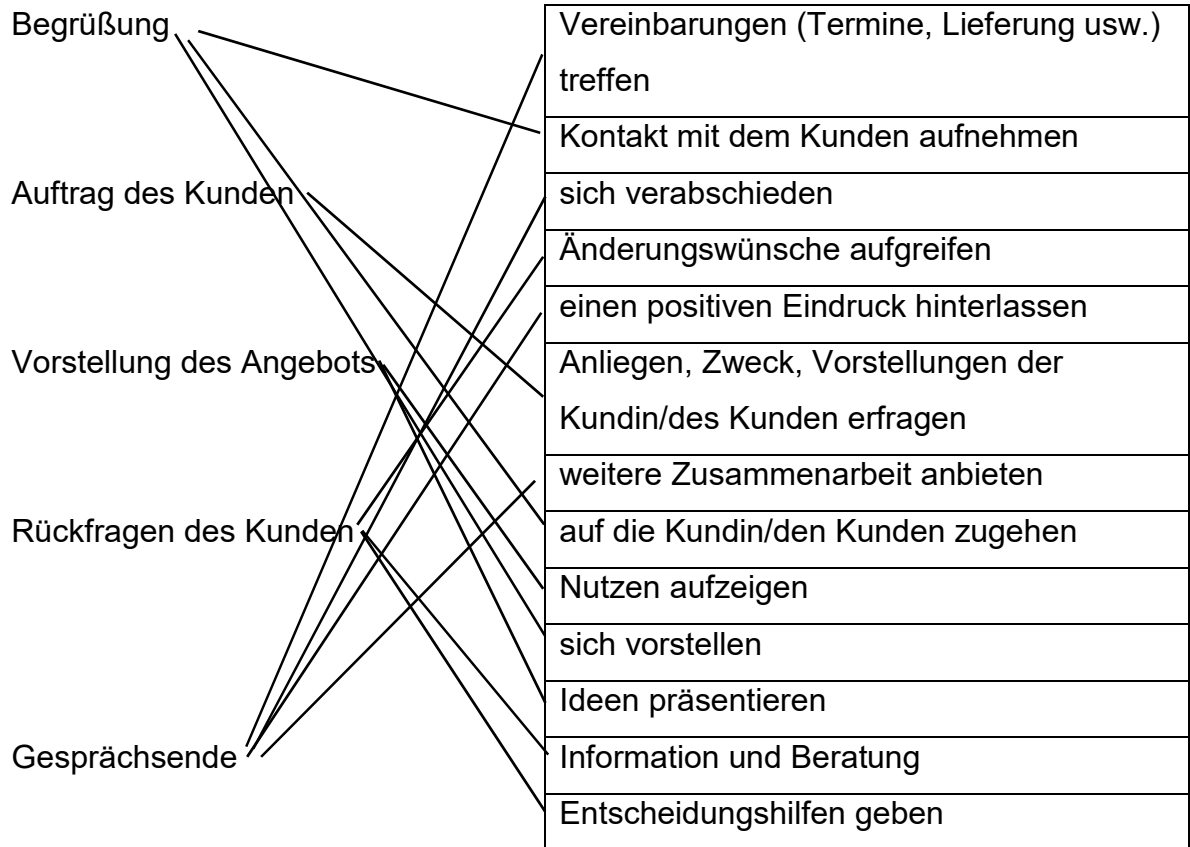 Begrüßung
Auftrag des Kunden
Vorstellung des Angebots
Rückfragen des Kunden
Gesprächsende
Vereinbarungen (Termine, Lieferung usw.)
treffen
Kontakt mit dem Kunden aufnehmen
sich verabschieden
Änderungswünsche aufgreifen
einen positiven Eindruck hinterlassen
Anliegen, Zweck, Vorstellungen der
Kundin/des Kunden erfragen
weitere Zusammenarbeit anbieten
auf die Kundin/den Kunden zugehen
Nutzen aufzeigen
sich vorstellen
Ideen präsentieren
Information und Beratung
Entscheidungshilfen geben